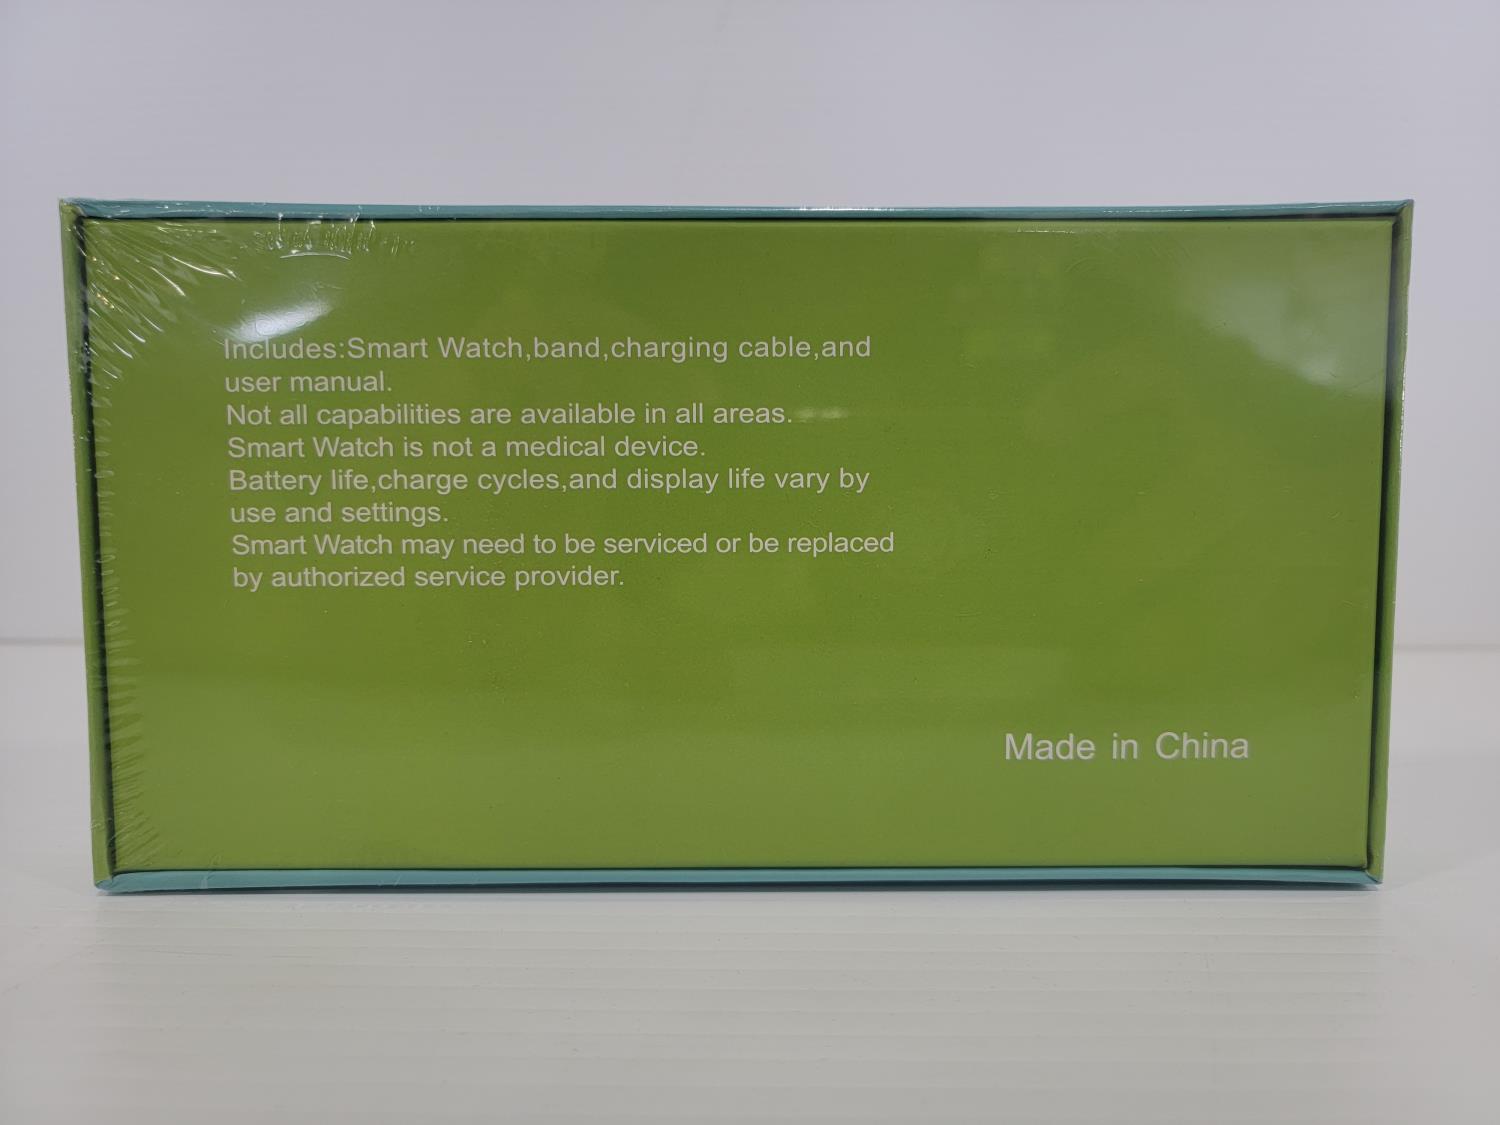 Includes:Smart Watch,band,charging cable,and
user manual.
Not all capabilities are available in all areas.
Smart Watch is not a medical device.
Battery life,charge cycles,and display life vary by
use and settings.
Smart Watch may need to be serviced or be replaced
by authorized service provider.
Made in China